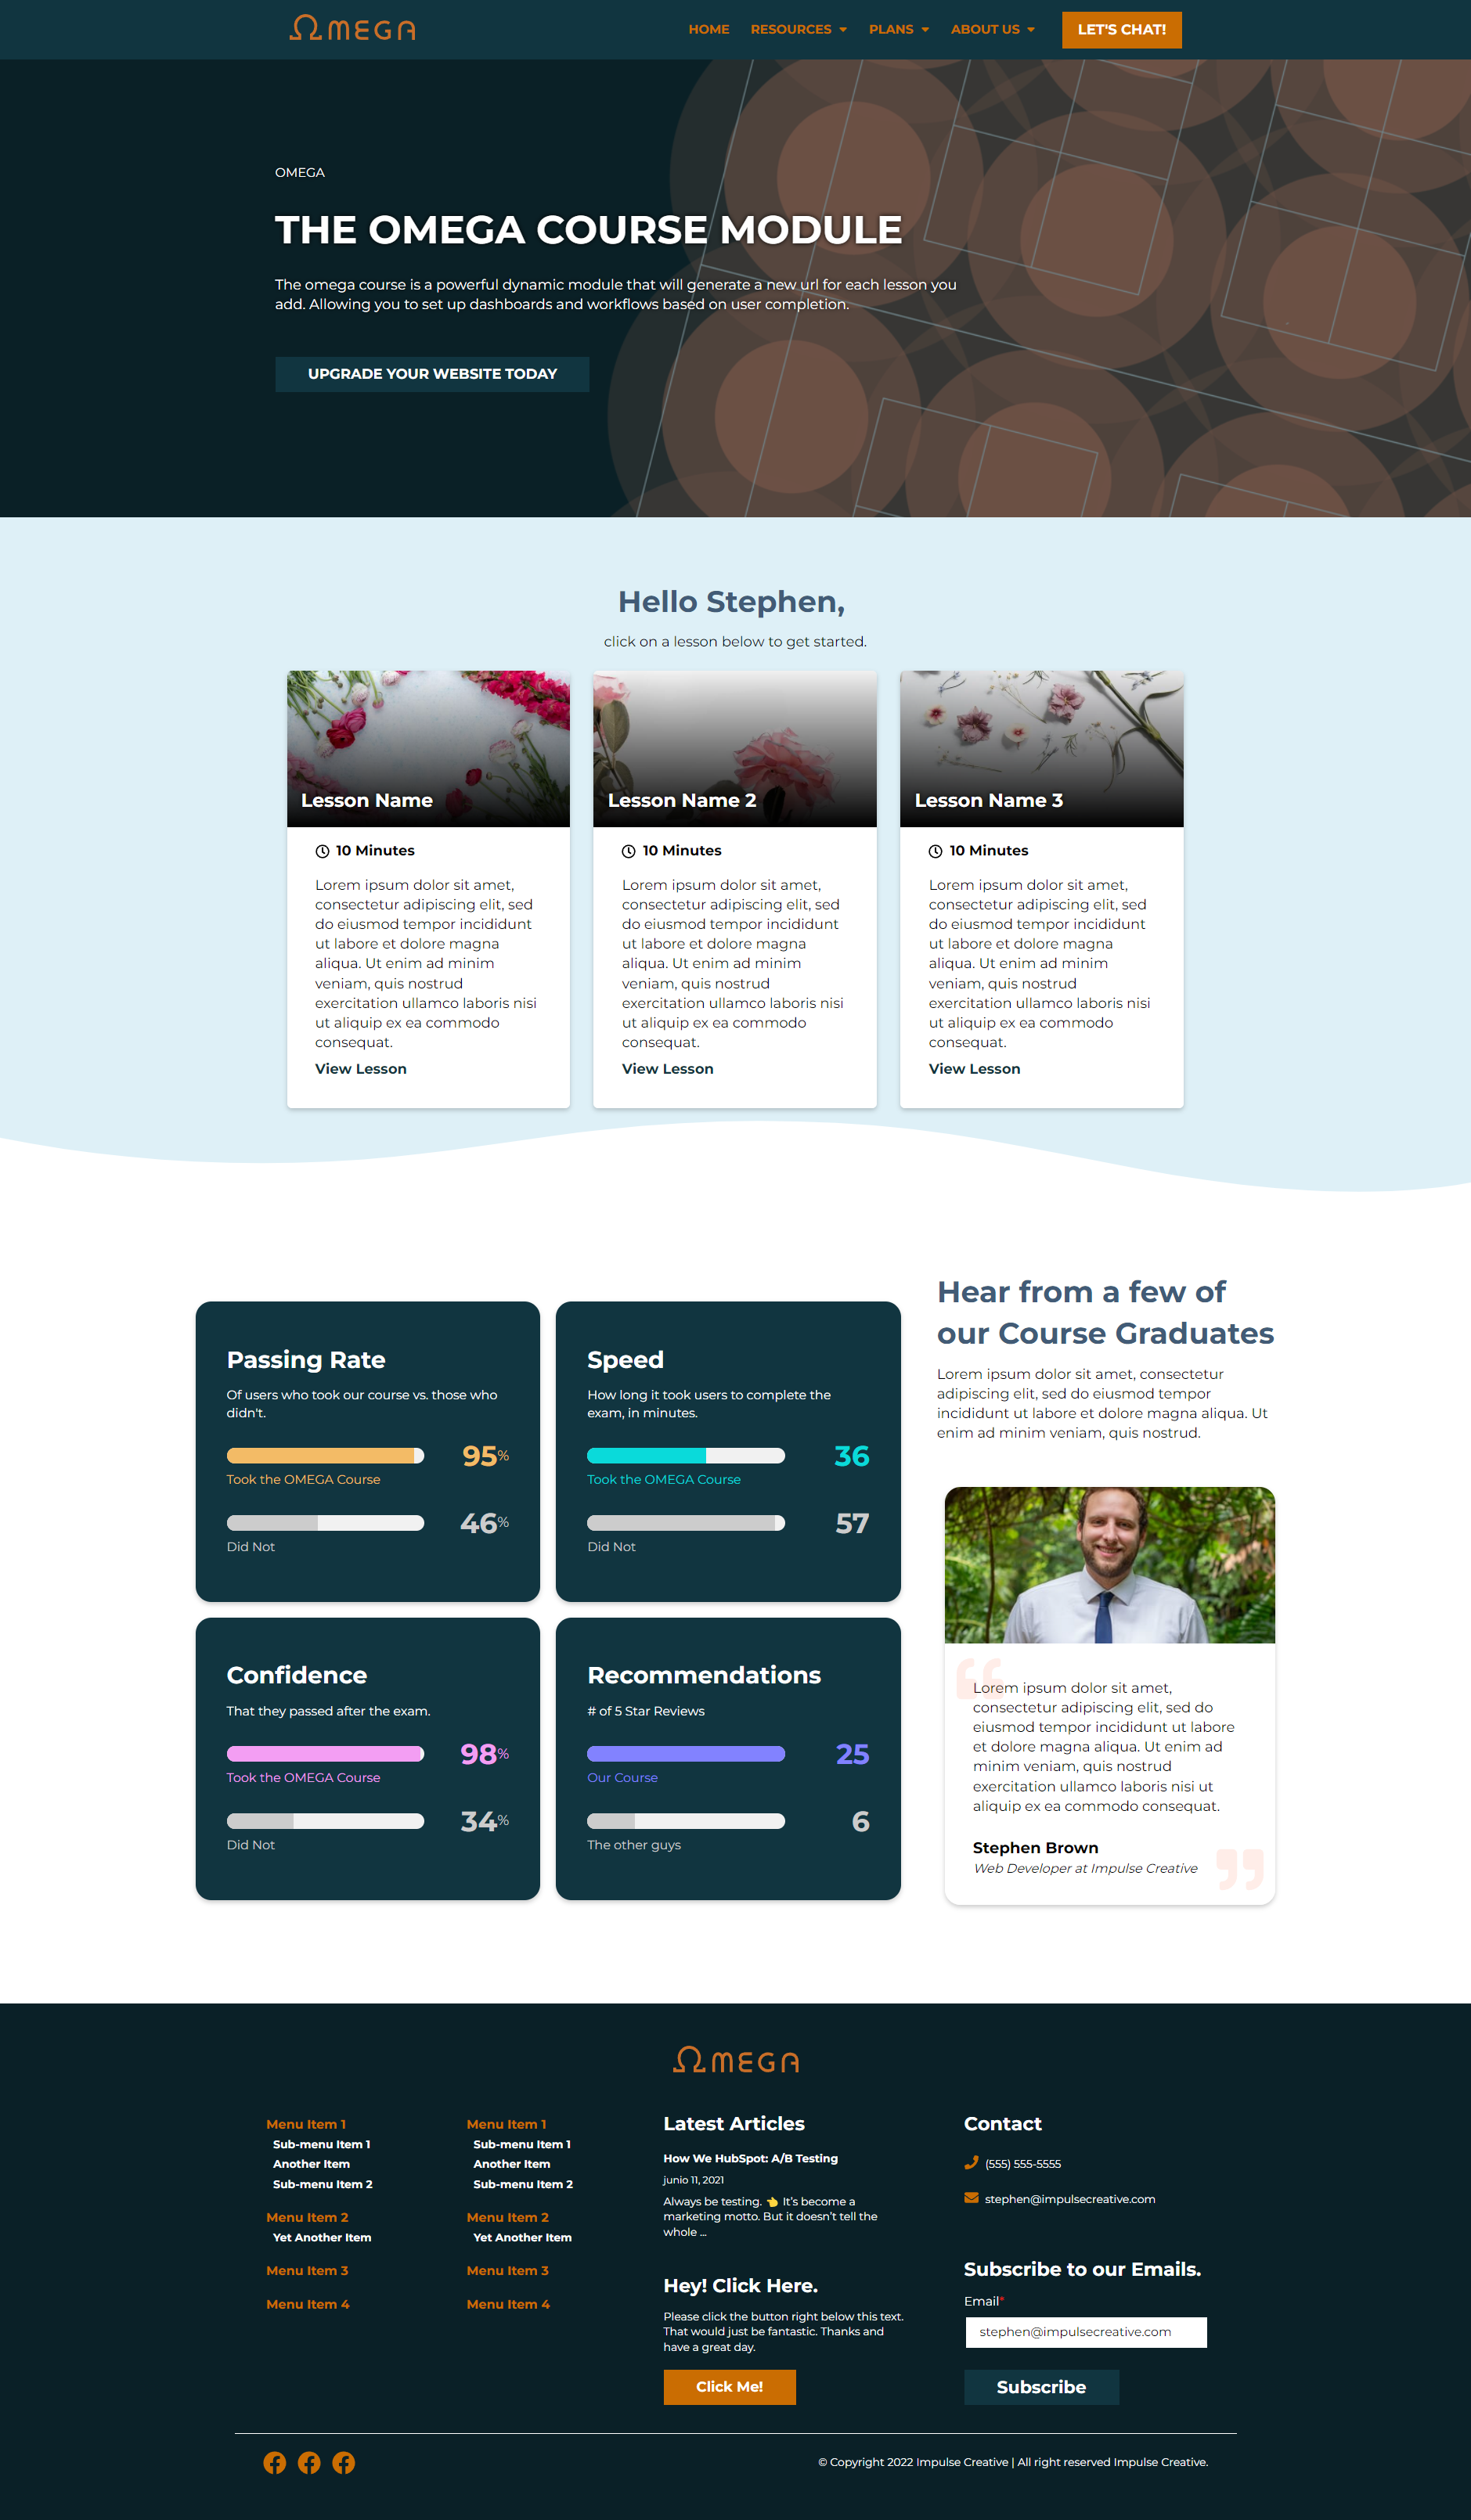 ΩMEGA
HOME
RESOURCES
PLANS
ABOUT US
LET'S CHAT!
OMEGA
THE OMEGA COURSE MODULE
The omega course is a powerful dynamic module that will generate a new url for each lesson you
add. Allowing you to set up dashboards and workflows based on user completion.
UPGRADE YOUR WEBSITE TODAY
Hello Stephen,
click on a lesson below to get started.
Lesson Name
10 Minutes
Lorem ipsum dolor sit amet,
consectetur adipiscing elit, sed
do eiusmod tempor incididunt
ut labore et dolore magna
aliqua. Ut enim ad minim
veniam, quis nostrud
exercitation ullamco laboris nisi
ut aliquip ex ea commodo
consequat.
View Lesson
Lesson Name 2
10 Minutes
Lorem ipsum dolor sit amet,
consectetur adipiscing elit, sed
do eiusmod tempor incididunt
ut labore et dolore magna
aliqua. Ut enim ad minim
veniam, quis nostrud
exercitation ullamco laboris nisi
ut aliquip ex ea commodo
consequat.
View Lesson
Lesson Name 3
10 Minutes
Lorem ipsum dolor sit amet,
consectetur adipiscing elit, sed
do eiusmod tempor incididunt
ut labore et dolore magna
aliqua. Ut enim ad minim
veniam, quis nostrud
exercitation ullamco laboris nisi
ut aliquip ex ea commodo
consequat.
View Lesson
Passing Rate
Of users who took our course vs. those who
didn't.
95%
Took the OMEGA Course
46%
Did Not
Speed
How long it took users to complete the
exam, in minutes.
36
Took the OMEGA Course
57
Did Not
Confidence
That they passed after the exam.
98%
Took the OMEGA Course
34%
Did Not
Recommendations
# of 5 Star Reviews
25
Our Course
6
The other guys
Hear from a few of
our Course Graduates
Lorem ipsum dolor sit amet, consectetur
adipiscing elit, sed do eiusmod tempor
incididunt ut labore et dolore magna aliqua. Ut
enim ad minim veniam, quis nostrud.
Lorem ipsum dolor sit amet,
consectetur adipiscing elit, sed do
eiusmod tempor incididunt ut labore
et dolore magna aliqua. Ut enim ad
minim veniam, quis nostrud
exercitation ullamco laboris nisi ut
aliquip ex ea commodo consequat.
Stephen Brown
Web Developer at Impulse Creative
ΩMEGA
Menu Item 1
Sub-menu Item 1
Another Item
Sub-menu Item 2
Menu Item 2
Yet Another Item
Menu Item 3
Menu Item 4
Menu Item 1
Sub-menu Item 1
Another Item
Sub-menu Item 2
Menu Item 2
Yet Another Item
Menu Item 3
Menu Item 4
Latest Articles
How We HubSpot: A/B Testing
junio 11, 2021
Always be testing. 👈 It’s become a
marketing motto. But it doesn’t tell the
whole ...
Hey! Click Here.
Please click the button right below this text.
That would just be fantastic. Thanks and
have a great day.
Click Me!
Contact
(555) 555-5555
stephen@impulsecreative.com
Subscribe to our Emails.
Email*
stephen@impulsecreative.com
Subscribe
© Copyright 2022 Impulse Creative | All right reserved Impulse Creative.